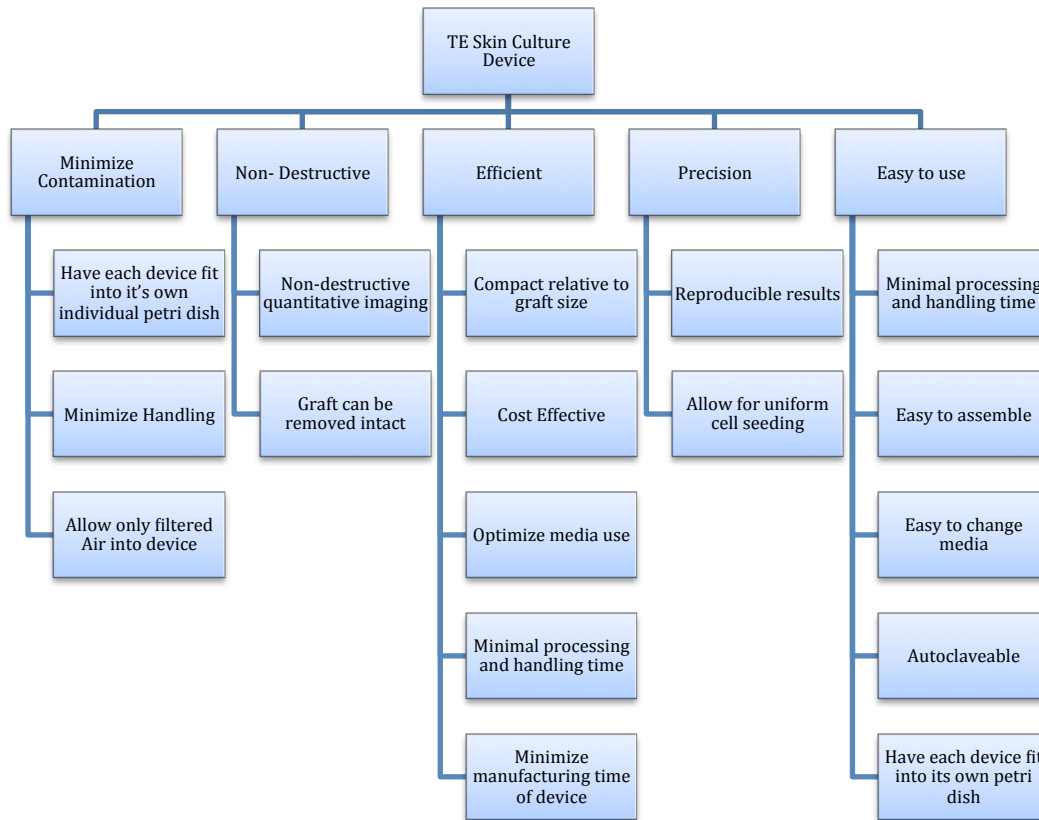 TE Skin Culture
Device
Minimize
Contamination
Non- Destructive
Efficient
Precision
Easy to use
Have each device fit
into it's own
individual petri dish
Minimize Handling
Allow only filtered
Air into device
Non-destructive
quantitative imaging
Graft can be
removed intact
Compact relative to
graft size
Cost Effective
Optimize media use
Minimal processing
and handling time
Minimize
manufacturing time
of device
Reproducible results
Allow for uniform
cell seeding
Minimal processing
and handling time
Easy to assemble
Easy to change
media
Autoclaveable
Have each device fit
into its own petri
dish